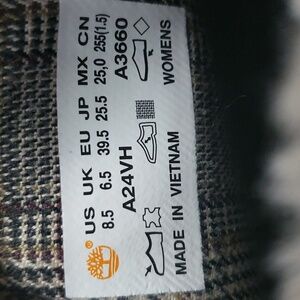 US UK EU JP MX CN
8.5 6.5 39.5 25.5 25,0 255(1.5)
A24VH A3660
MADE IN VIETNAM WOMENS